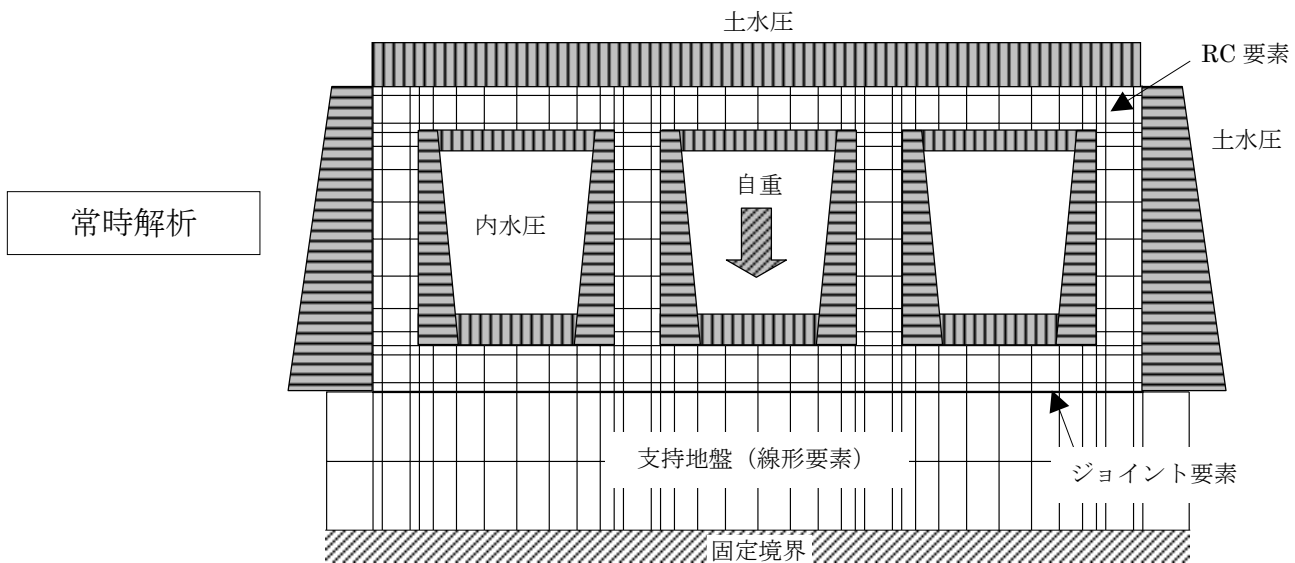 土水圧
RC 要素
土水圧
自重
常時解析
内水圧
支持地盤（線形要素）
ジョイント要素
固定境界